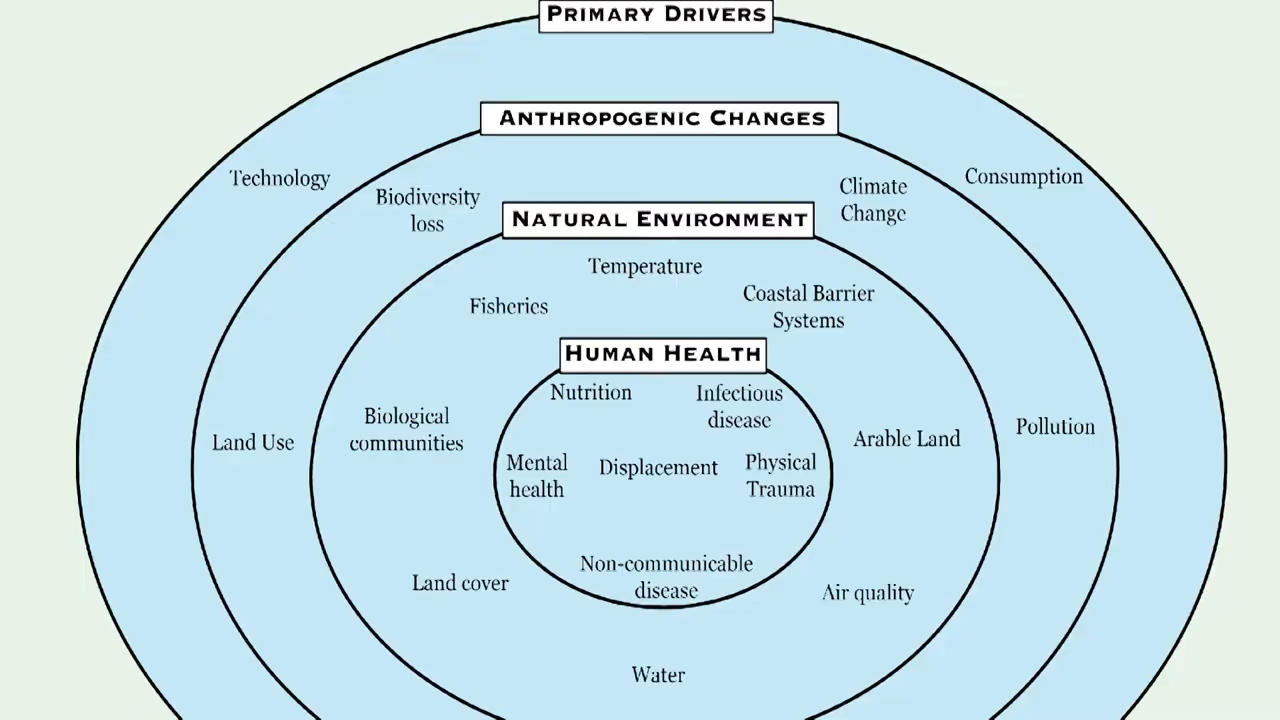 PRIMARY DRIVERS
ANTHROPOGENIC CHANGES
Technology
Consumption
Biodiversity
loss
Climate
Change
NATURAL ENVIRONMENT
Temperature
Fisheries
Coastal Barrier
Systems
HUMAN HEALTH
Nutrition
Infectious
disease
Biological
communities
Land Use
Arable Land
Pollution
Mental
health
Displacement
Physical
Trauma
Non-communicable
disease
Land cover
Air quality
Water